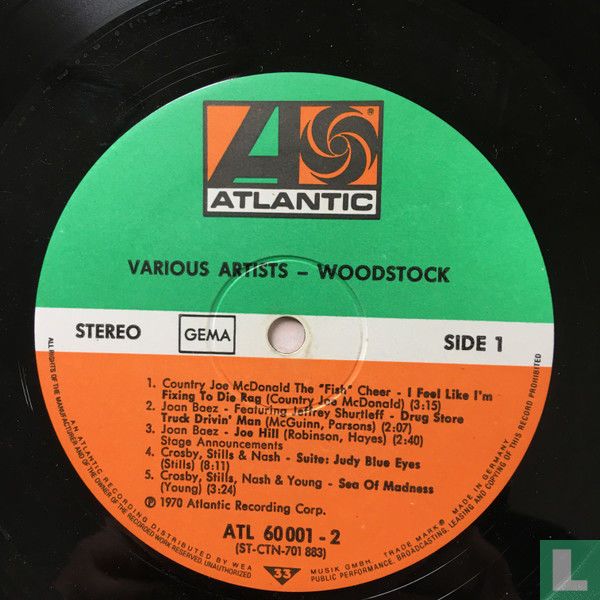 ATLANTIC
®
VARIOUS ARTISTS – WOODSTOCK
STEREO GEMA SIDE 1
1. Country Joe McDonald The "Fish" Cheer - I Feel Like I'm
Fixing To Die Rag (Country Joe McDonald) (3:15)
2. Joan Baez - Featuring Jeffrey Shurtleff - Drug Store
Truck Drivin' Man (McGuinn, Parsons) (2:07)
3. Joan Baez - Joe Hill (Robinson, Hayes) (2:40)
Stage Announcements
4. Crosby, Stills & Nash - Suite: Judy Blue Eyes
(Stills) (8:11)
5. Crosby, Stills, Nash & Young - Sea Of Madness
(Young) (3:24)
℗ 1970 Atlantic Recording Corp.
ATL 60 001 - 2
(ST-CTN-701 883)
33
ALL RIGHTS OF THE MANUFACTURER AND OF THE OWNER OF THE RECORDED WORK RESERVED. UNAUTHORIZED
PUBLIC PERFORMANCE, BROADCASTING, LEASING AND COPYING OF THIS RECORD PROHIBITED
AN ATLANTIC RECORDING DISTRIBUTED BY WEA
MUSIK GMBH. TRADE MARK ® MADE IN GERMANY.
L